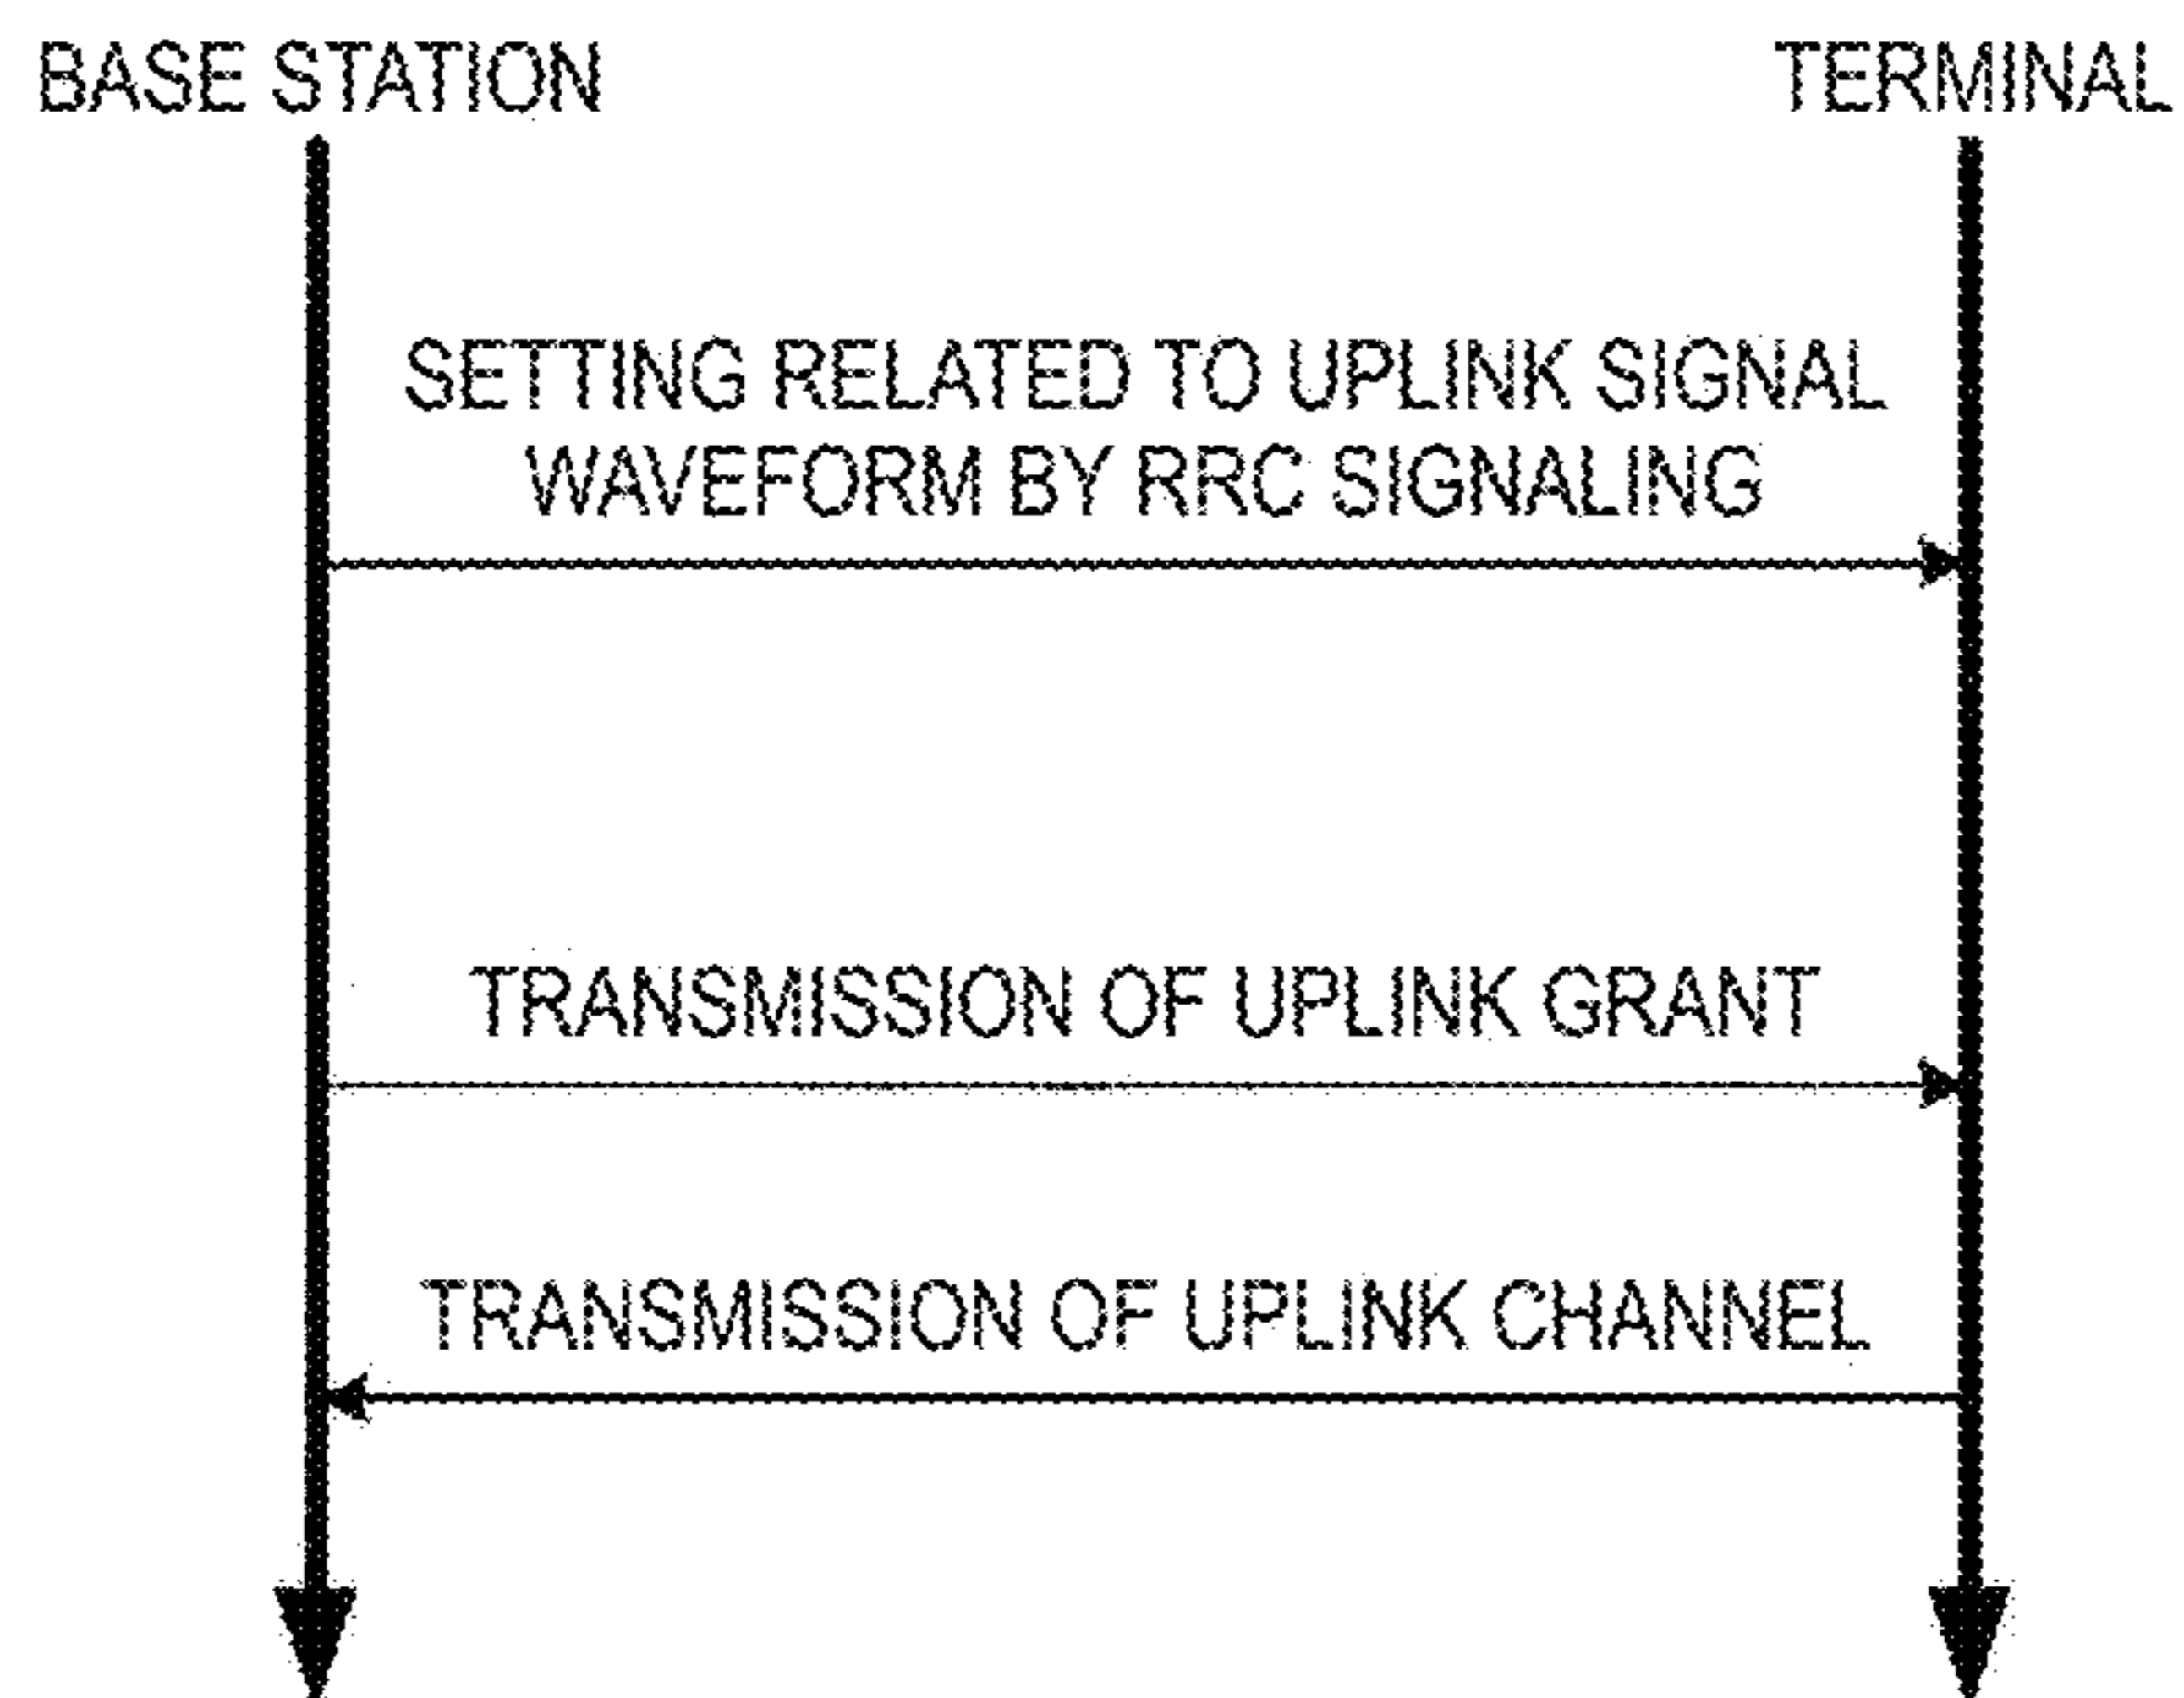 BASE STATION
TERMINAL
SETTING RELATED TO UPLINK SIGNAL
WAVEFORM BY RRC SIGNALING
TRANSMISSION OF UPLINK GRANT
TRANSMISSION OF UPLINK CHANNEL